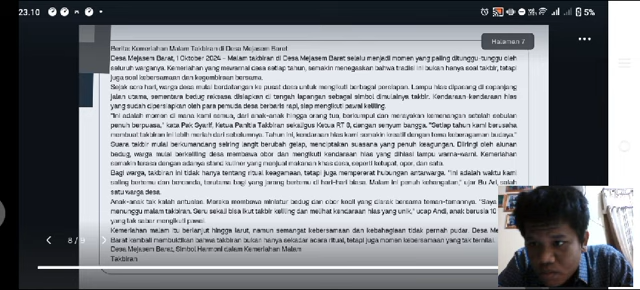 23.10
5%
Halaman 7
Berita: Kemeriahan Malam Takbiran di Desa Mejasem Barat
Desa Mejasem Barat, 1 Oktober 2024 – Malam takbiran di Desa Mejasem Barat selalu menjadi momen yang paling ditunggu-tunggu oleh
seluruh warganya. Kemeriahan yang mewarnai desa setiap tahun, semakin menegaskan bahwa tradisi ini bukan hanya soal takbir, tetapi
juga soal kebersamaan dan kegembiraan bersama.
Sejak sore hari, warga desa mulai berdatangan ke pusat desa untuk mengikuti berbagai persiapan. Lampu hias dipasang di sepanjang
jalan utama, sementara bedug raksasa disiapkan di tengah lapangan sebagai simbol dimulainya takbir. Kendaraan-kendaraan hias
yang sudah dipersiapkan oleh para pemuda desa berbaris rapi, siap mengikuti pawai keliling.
"Ini adalah momen di mana kami semua, dari anak-anak hingga orang tua, berkumpul dan merayakan kemenangan setelah sebulan
penuh berpuasa," kata Pak Syarif, Ketua Panitia Takbiran sekaligus Ketua RT 9, dengan senyum bangga. "Setiap tahun kami berusaha
membuat takbiran ini lebih meriah dari sebelumnya. Tahun ini, kendaraan hias kami semakin kreatif dengan tema keberagaman budaya."
Suara takbir mulai berkumandang seiring langit berubah gelap, menciptakan suasana yang penuh keagungan. Diiringi oleh alunan
bedug, warga mulai berkeliling desa membawa obor dan mengikuti kendaraan hias yang dihiasi lampu warna-warni. Kemeriahan
semakin terasa dengan adanya stand kuliner yang menjual makanan khas desa, seperti ketupat, opor, dan sate.
Bagi warga, takbiran ini tidak hanya tentang ritual keagamaan, tetapi juga mempererat hubungan antarwarga. "Ini adalah waktu kami
saling bertemu dan bercanda, terutama bagi yang jarang bertemu di hari-hari biasa. Malam ini penuh kehangatan," ujar Bu Ari, salah
satu warga desa.
Anak-anak tak kalah antusias. Mereka membawa miniatur bedug dan obor kecil yang diarak bersama teman-temannya. "Saya
menunggu malam takbiran. Seru sekali bisa ikut takbir keliling dan melihat kendaraan hias yang unik," ucap Andi, anak berusia 10
yang tak sabar mengikuti pawai.
Kemeriahan malam itu berlanjut hingga larut, namun semangat kebersamaan dan kebahagiaan tidak pernah pudar. Desa
Barat kembali membuktikan bahwa takbiran bukan hanya sekadar acara ritual, tetapi juga momen kebersamaan yang tak ternilai.
Desa Mejasem Barat, Simbol Harmoni dalam Kemeriahan Malam
Takbiran
8 / 9